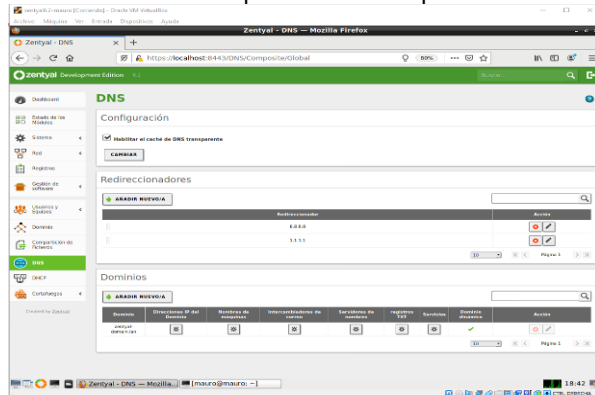 zentyal6.2-mauro [Corriendo] - Oracle VM VirtualBox
Archivo Máquina Ver Entrada Dispositivos Ayuda
Zentyal - DNS — Mozilla Firefox
Zentyal - DNS
https://localhost:8443/DNS/Composite/Global
80%
zentyal Development Edition 6.2
Buscar
Dashboard
Estado de los Módulos
Sistema
Red
Registros
Gestión de software
Usuarios y Equipos
Dominio
Compartición de Ficheros
DNS
DHCP
Cortafuegos
Created by Zentyal
DNS
Configuración
Habilitar el caché de DNS transparente
CAMBIAR
Redireccionadores
AÑADIR NUEVO/A
Redireccionador Acción
8.8.8.8
1.1.1.1
10 Página 1
Dominios
AÑADIR NUEVO/A
Dominio Direcciones IP del Dominio Nombres de máquinas Intercambiadores de correo Servidores de nombres registros TXT Servicios Dominio dinámico Acción
zentyal-domain.lan
10 Página 1
Zentyal - DNS — Mozilla...
[mauro@mauro: ~]
18:42
CTRL DERECHA